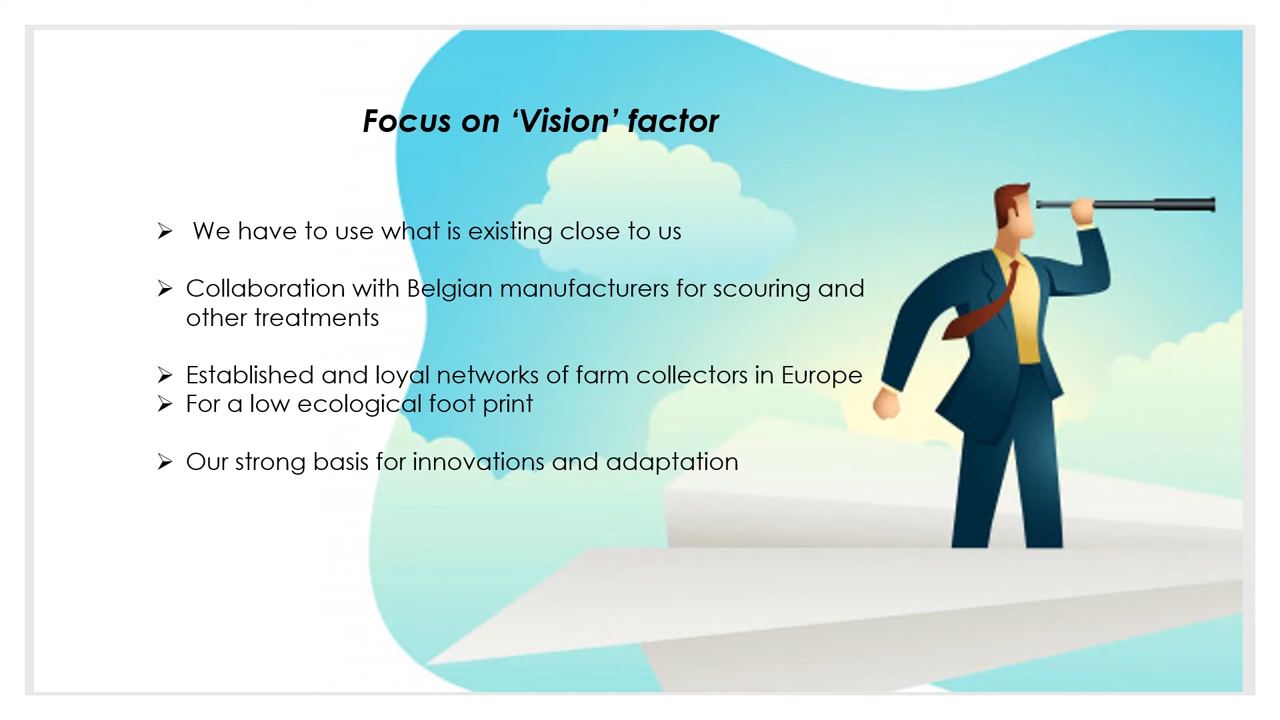 Focus on ‘Vision’ factor
➢ We have to use what is existing close to us
➢ Collaboration with Belgian manufacturers for scouring and
other treatments
➢ Established and loyal networks of farm collectors in Europe
➢ For a low ecological foot print
➢ Our strong basis for innovations and adaptation